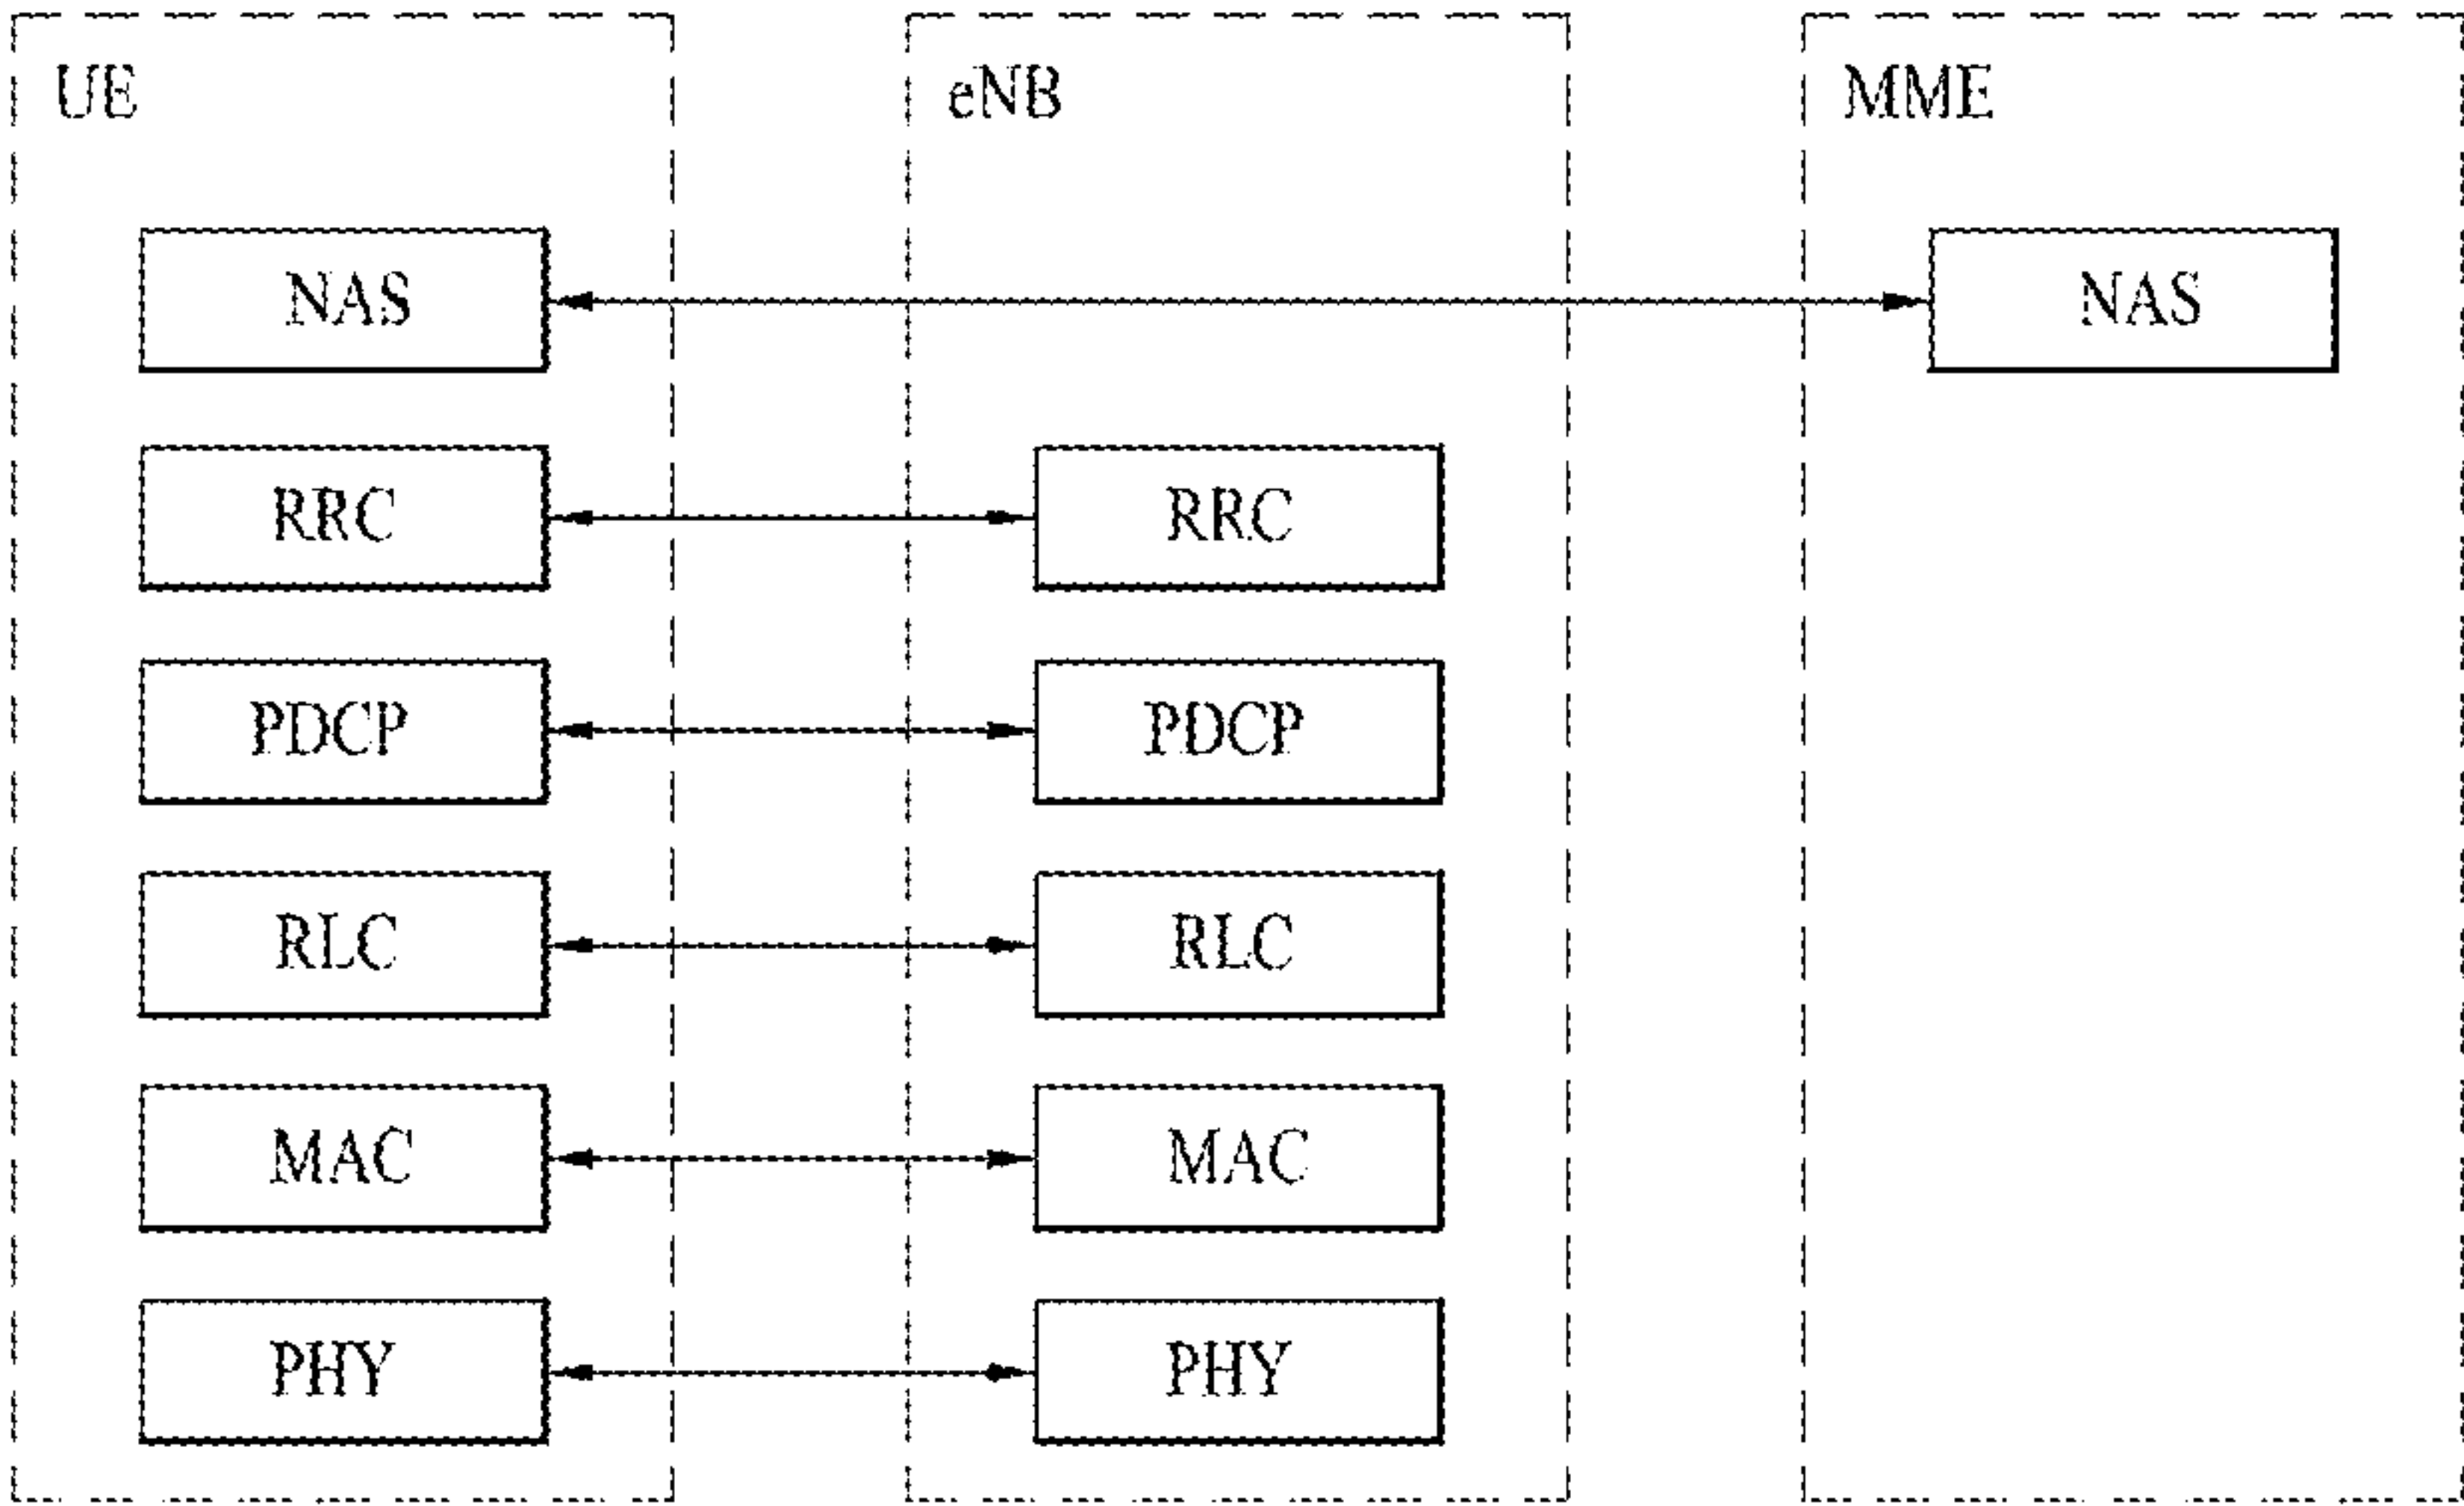 UE eNB MME
NAS NAS
RRC RRC
PDCP PDCP
RLC RLC
MAC MAC
PHY PHY